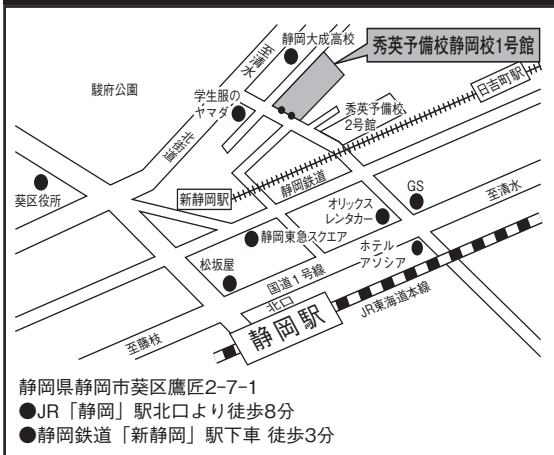 静岡大成高校
秀英予備校静岡校1号館
至清水
駿府公園
学生服の
ヤマダ
日吉町駅
秀英予備校
2号館
北街道
葵区役所
新静岡駅
静岡鉄道
GS
至清水
オリックス
レンタカー
静岡東急スクエア
ホテル
アソシア
松坂屋
国道1号線
北口
JR東海道本線
静岡駅
至藤枝
静岡県静岡市葵区鷹匠2-7-1
●JR「静岡」駅北口より徒歩8分
●静岡鉄道「新静岡」駅下車 徒歩3分